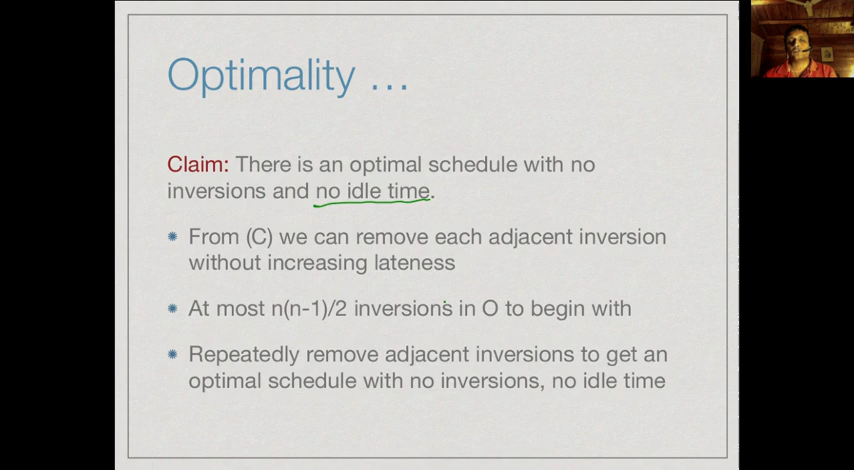 Optimality ...
Claim: There is an optimal schedule with no
inversions and no idle time.
From (C) we can remove each adjacent inversion
without increasing lateness
At most n(n-1)/2 inversions in O to begin with
Repeatedly remove adjacent inversions to get an
optimal schedule with no inversions, no idle time